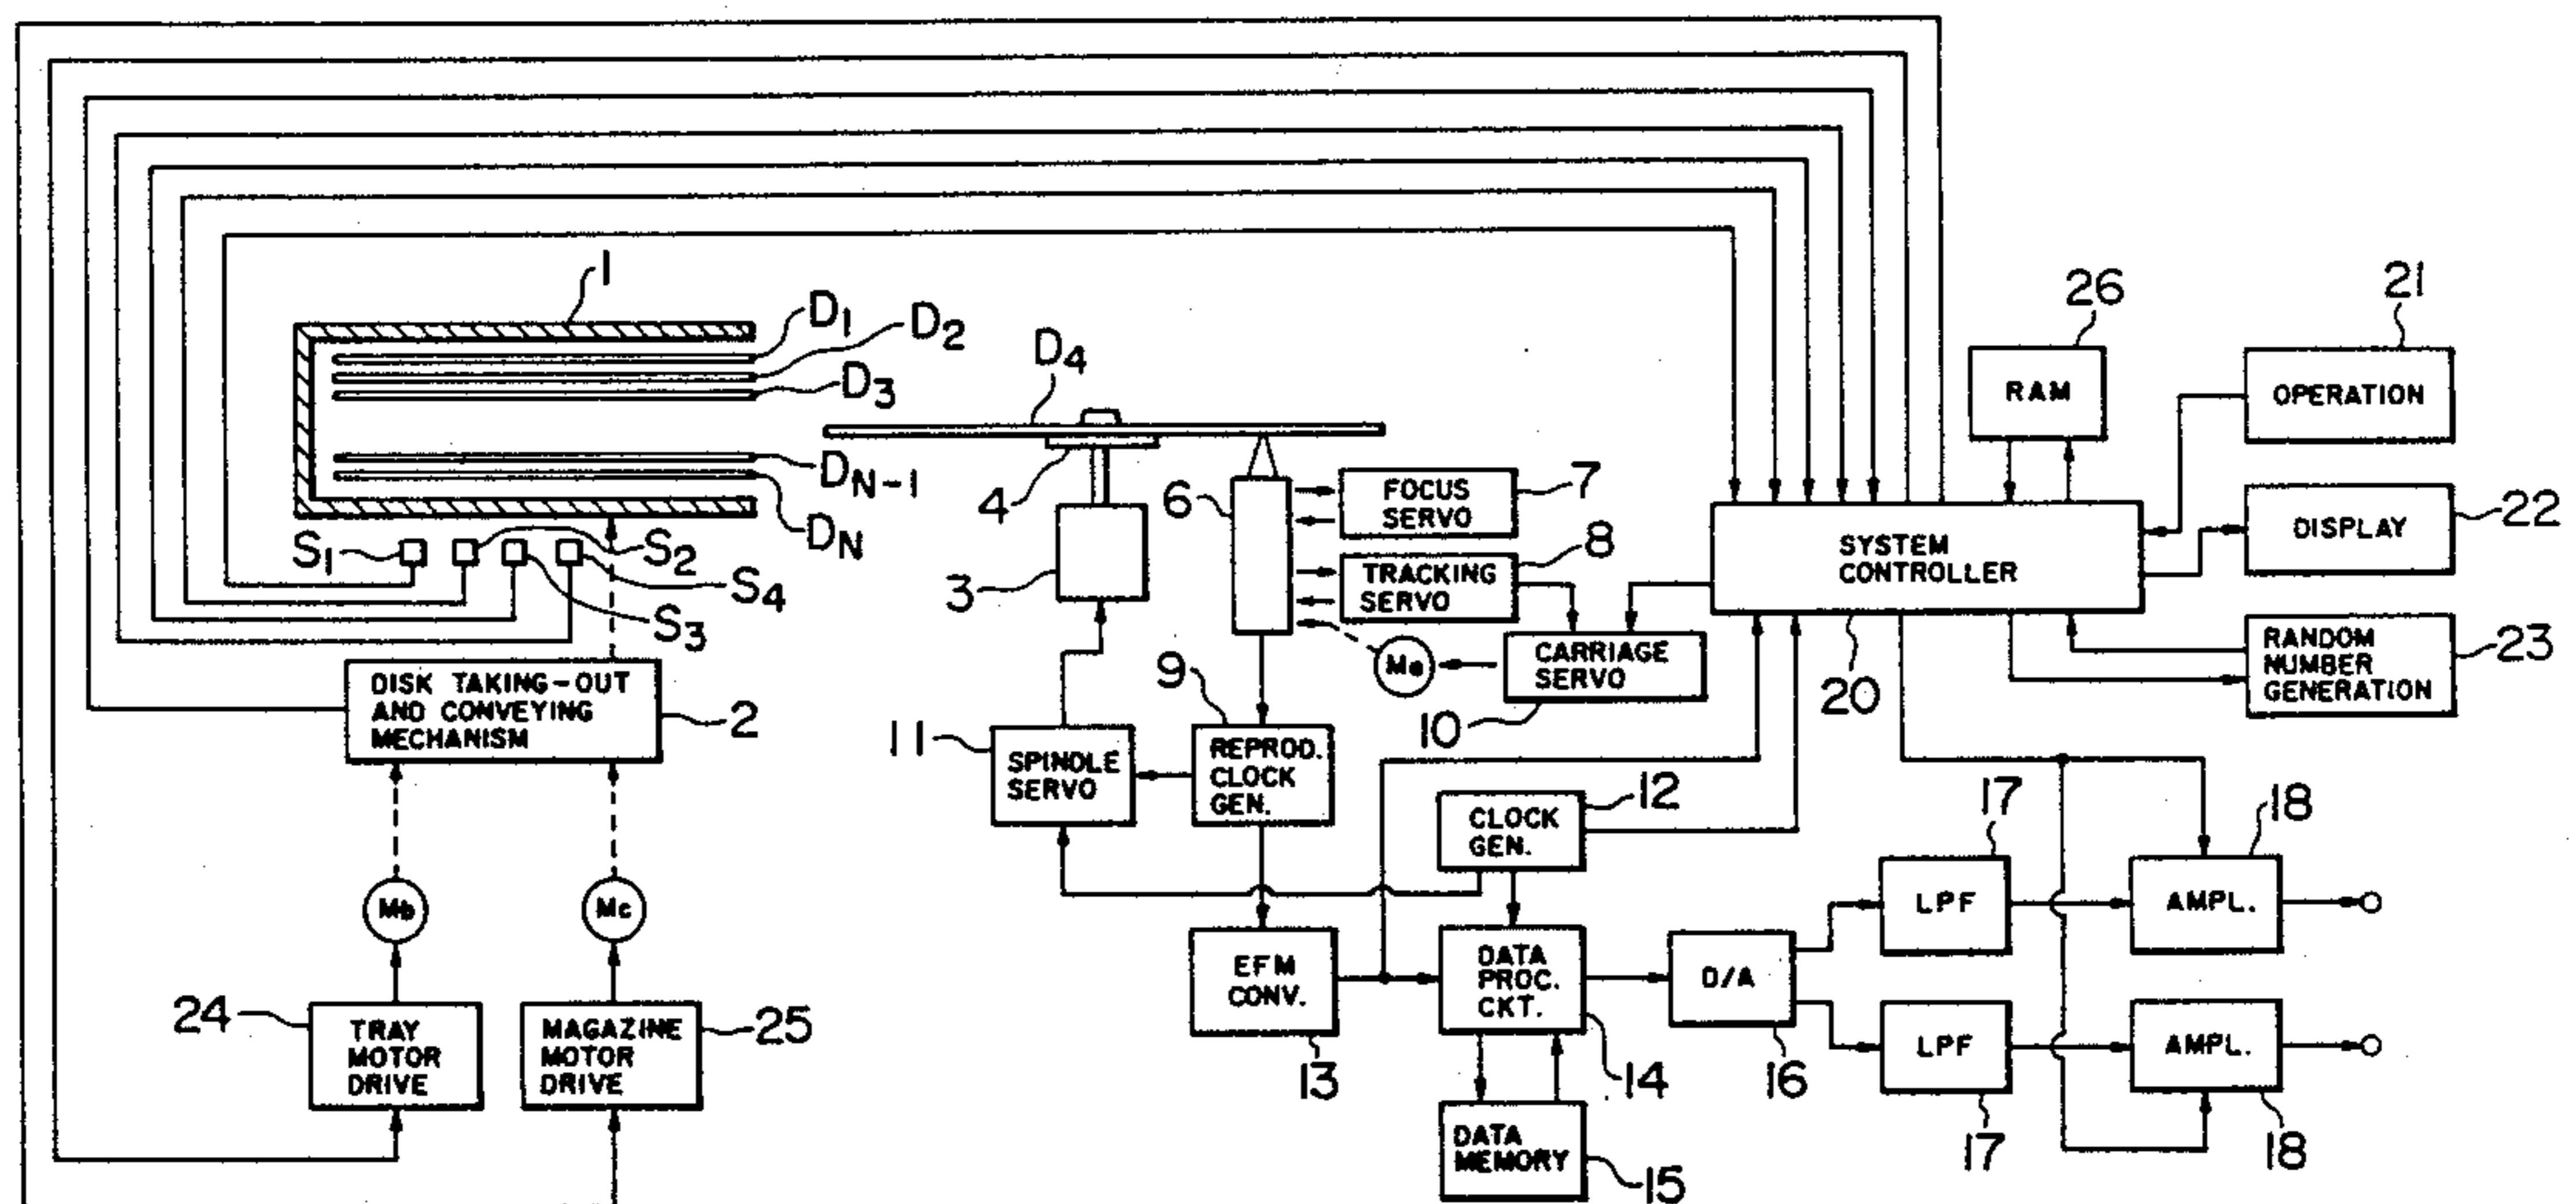 1
D1
D2
D3
D4
DN-1
DN
S1
S2
S3
S4
DISK TAKING-OUT
AND CONVEYING
MECHANISM
2
3
4
6
FOCUS
SERVO
7
TRACKING
SERVO
8
Ma
CARRIAGE
SERVO
10
9
REPROD.
CLOCK
GEN.
11
SPINDLE
SERVO
CLOCK
GEN.
12
RAM
26
OPERATION
21
SYSTEM
CONTROLLER
20
DISPLAY
22
RANDOM
NUMBER
GENERATION
23
Mb
Mc
24
TRAY
MOTOR
DRIVE
MAGAZINE
MOTOR
DRIVE
25
EFM
CONV.
13
DATA
PROC.
CKT.
14
DATA
MEMORY
15
D/A
16
17
LPF
18
AMPL.
LPF
17
AMPL.
18